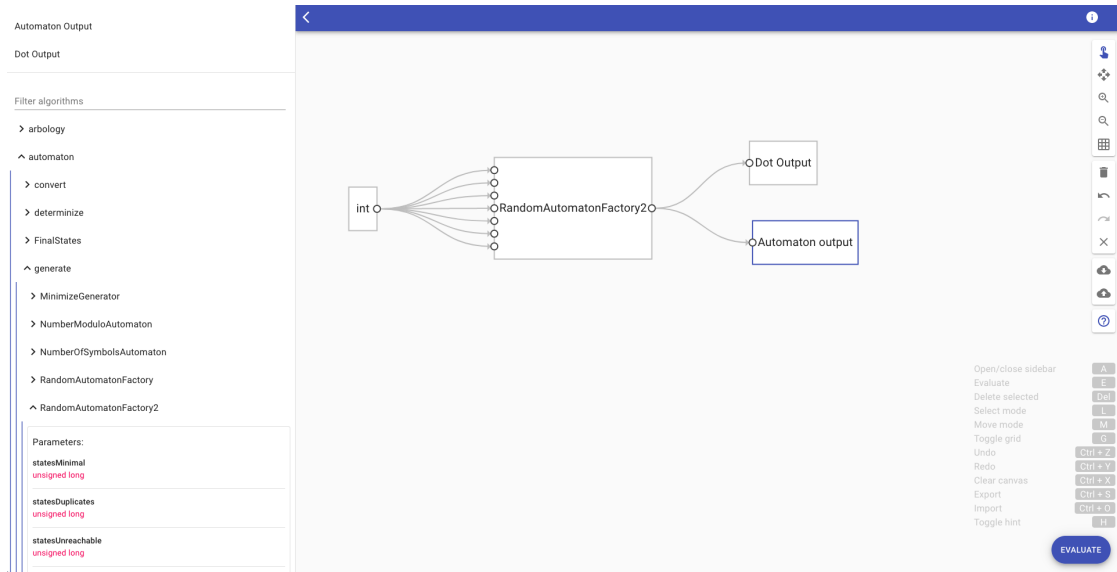 Automaton Output
Dot Output
Filter algorithms
arbology
automaton
convert
determinize
FinalStates
generate
MinimizeGenerator
NumberModuloAutomaton
NumberOfSymbolsAutomaton
RandomAutomatonFactory
RandomAutomatonFactory2
Parameters:
statesMinimal
unsigned long
statesDuplicates
unsigned long
statesUnreachable
unsigned long
int
RandomAutomatonFactory2
Dot Output
Automaton output
Open/close sidebar A
Evaluate E
Delete selected Del
Select mode L
Move mode M
Toggle grid G
Undo Ctrl + Z
Redo Ctrl + Y
Clear canvas Ctrl + X
Export Ctrl + S
Import Ctrl + O
Toggle hint H
EVALUATE